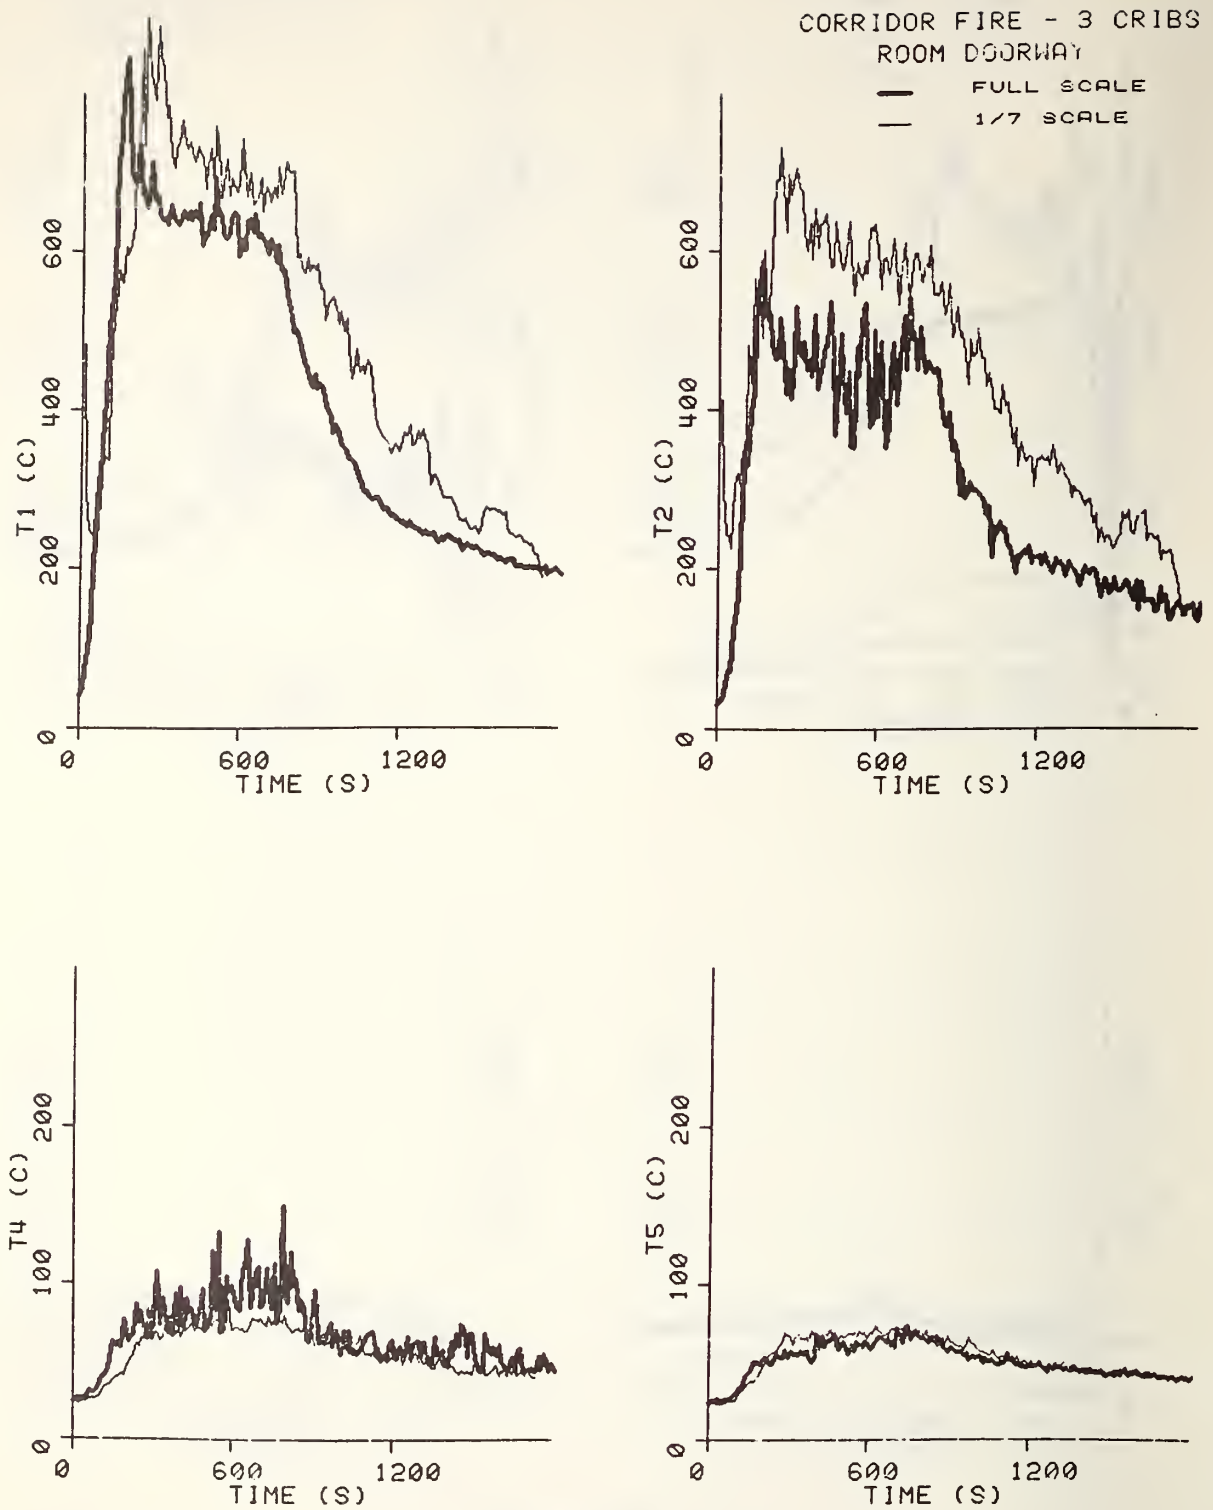 CORRIDOR FIRE - 3 CRIBS
ROOM DOORWAY
FULL SCALE
1/7 SCALE
T1 (C)
0 200 400 600
0 600 1200
TIME (S)
T2 (C)
0 200 400 600
0 600 1200
TIME (S)
T4 (C)
0 100 200
0 600 1200
TIME (S)
T5 (C)
0 100 200
0 600 1200
TIME (S)